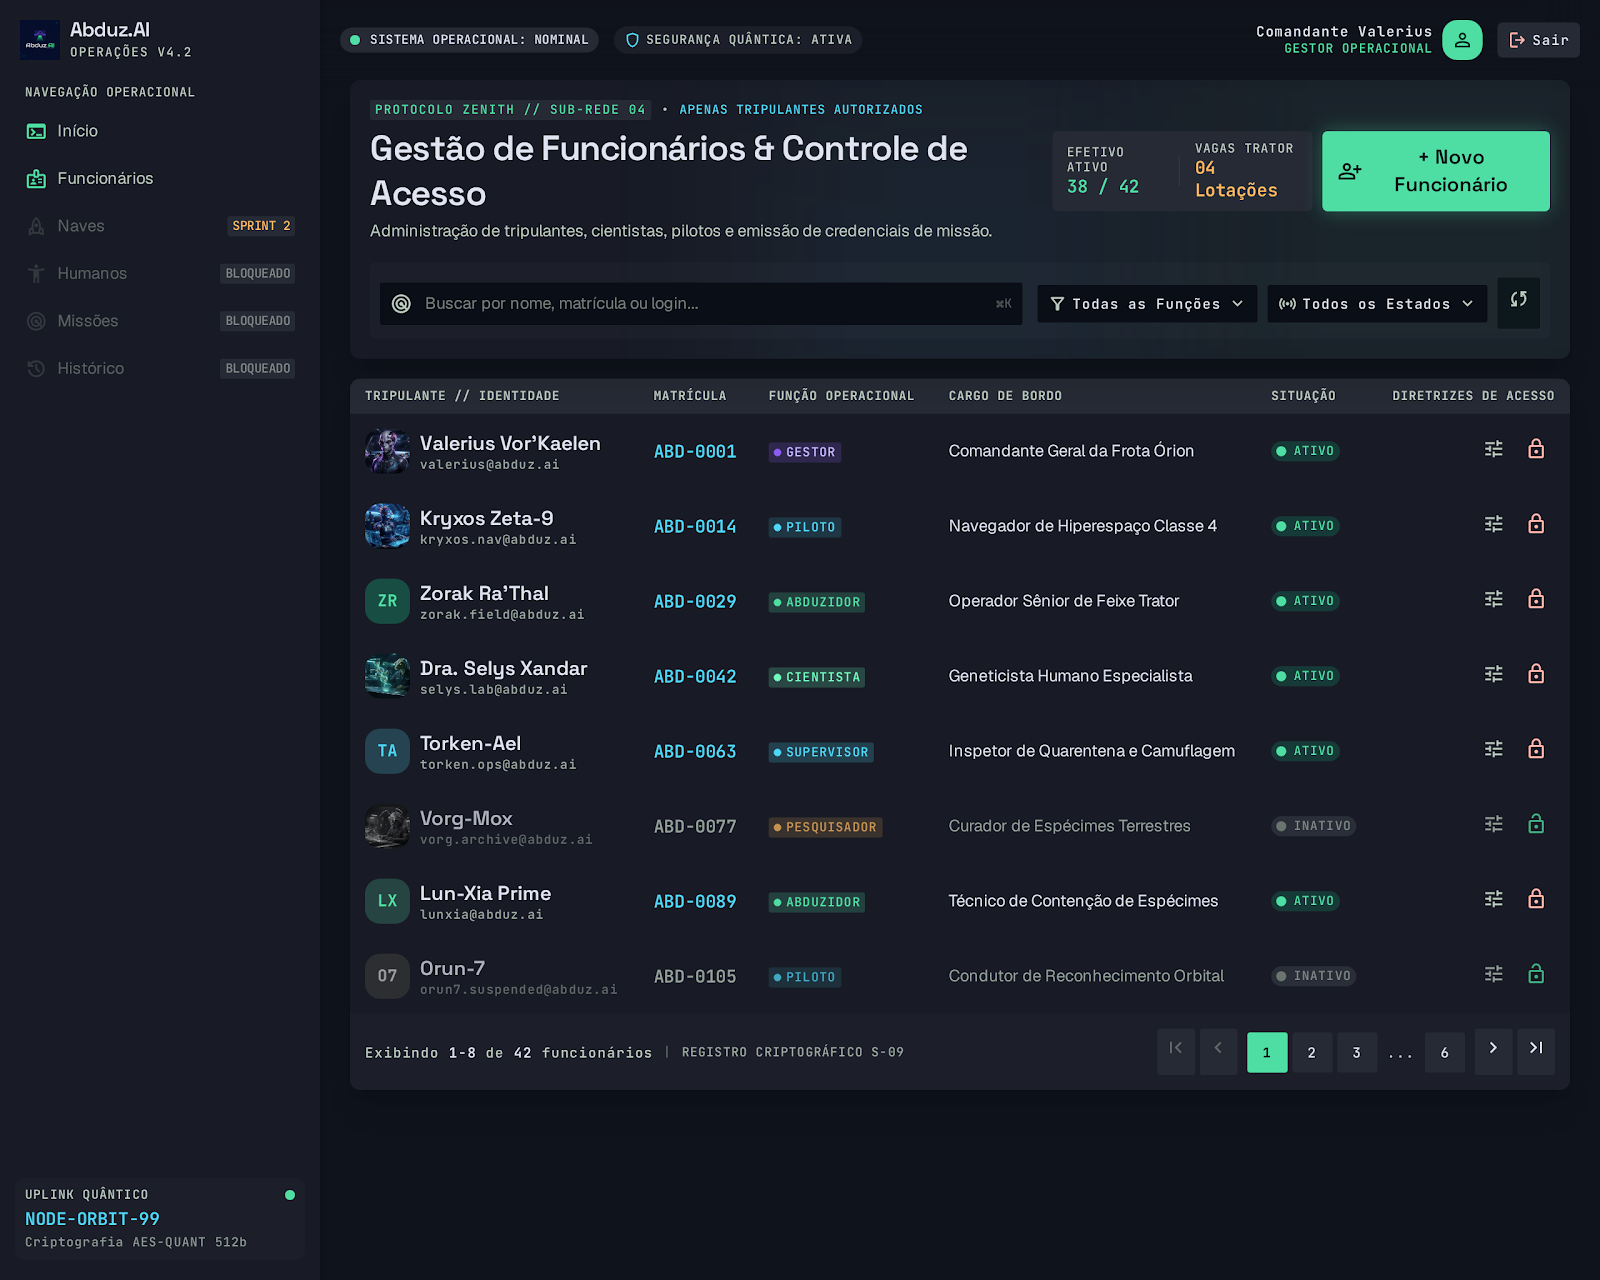 Abduz.AI
OPERAÇÕES V4.2
NAVEGAÇÃO OPERACIONAL
Início
Funcionários
Naves SPRINT 2
Humanos BLOQUEADO
Missões BLOQUEADO
Histórico BLOQUEADO
UPLINK QUÂNTICO
NODE-ORBIT-99
Criptografia AES-QUANT 512b
SISTEMA OPERACIONAL: NOMINAL
SEGURANÇA QUÂNTICA: ATIVA
Comandante Valerius
GESTOR OPERACIONAL
Sair
PROTOCOLO ZENITH // SUB-REDE 04 • APENAS TRIPULANTES AUTORIZADOS
Gestão de Funcionários & Controle de
Acesso
Administração de tripulantes, cientistas, pilotos e emissão de credenciais de missão.
EFETIVO
ATIVO
38 / 42
VAGAS TRATOR
04
Lotações
+ Novo
Funcionário
Buscar por nome, matrícula ou login... ⌘K
Todas as Funções
Todos os Estados
TRIPULANTE // IDENTIDADE MATRÍCULA FUNÇÃO OPERACIONAL CARGO DE BORDO SITUAÇÃO DIRETRIZES DE ACESSO
Valerius Vor'Kaelen
valerius@abduz.ai
ABD-0001 GESTOR Comandante Geral da Frota Órion ATIVO
Kryxos Zeta-9
kryxos.nav@abduz.ai
ABD-0014 PILOTO Navegador de Hiperespaço Classe 4 ATIVO
ZR Zorak Ra'Thal
zorak.field@abduz.ai
ABD-0029 ABDUZIDOR Operador Sênior de Feixe Trator ATIVO
Dra. Selys Xandar
selys.lab@abduz.ai
ABD-0042 CIENTISTA Geneticista Humano Especialista ATIVO
TA Torken-Ael
torken.ops@abduz.ai
ABD-0063 SUPERVISOR Inspetor de Quarentena e Camuflagem ATIVO
Vorg-Mox
vorg.archive@abduz.ai
ABD-0077 PESQUISADOR Curador de Espécimes Terrestres INATIVO
LX Lun-Xia Prime
lunxia@abduz.ai
ABD-0089 ABDUZIDOR Técnico de Contenção de Espécimes ATIVO
O7 Orun-7
orun7.suspended@abduz.ai
ABD-0105 PILOTO Condutor de Reconhecimento Orbital INATIVO
Exibindo 1-8 de 42 funcionários | REGISTRO CRIPTOGRÁFICO S-09
1 2 3 ... 6